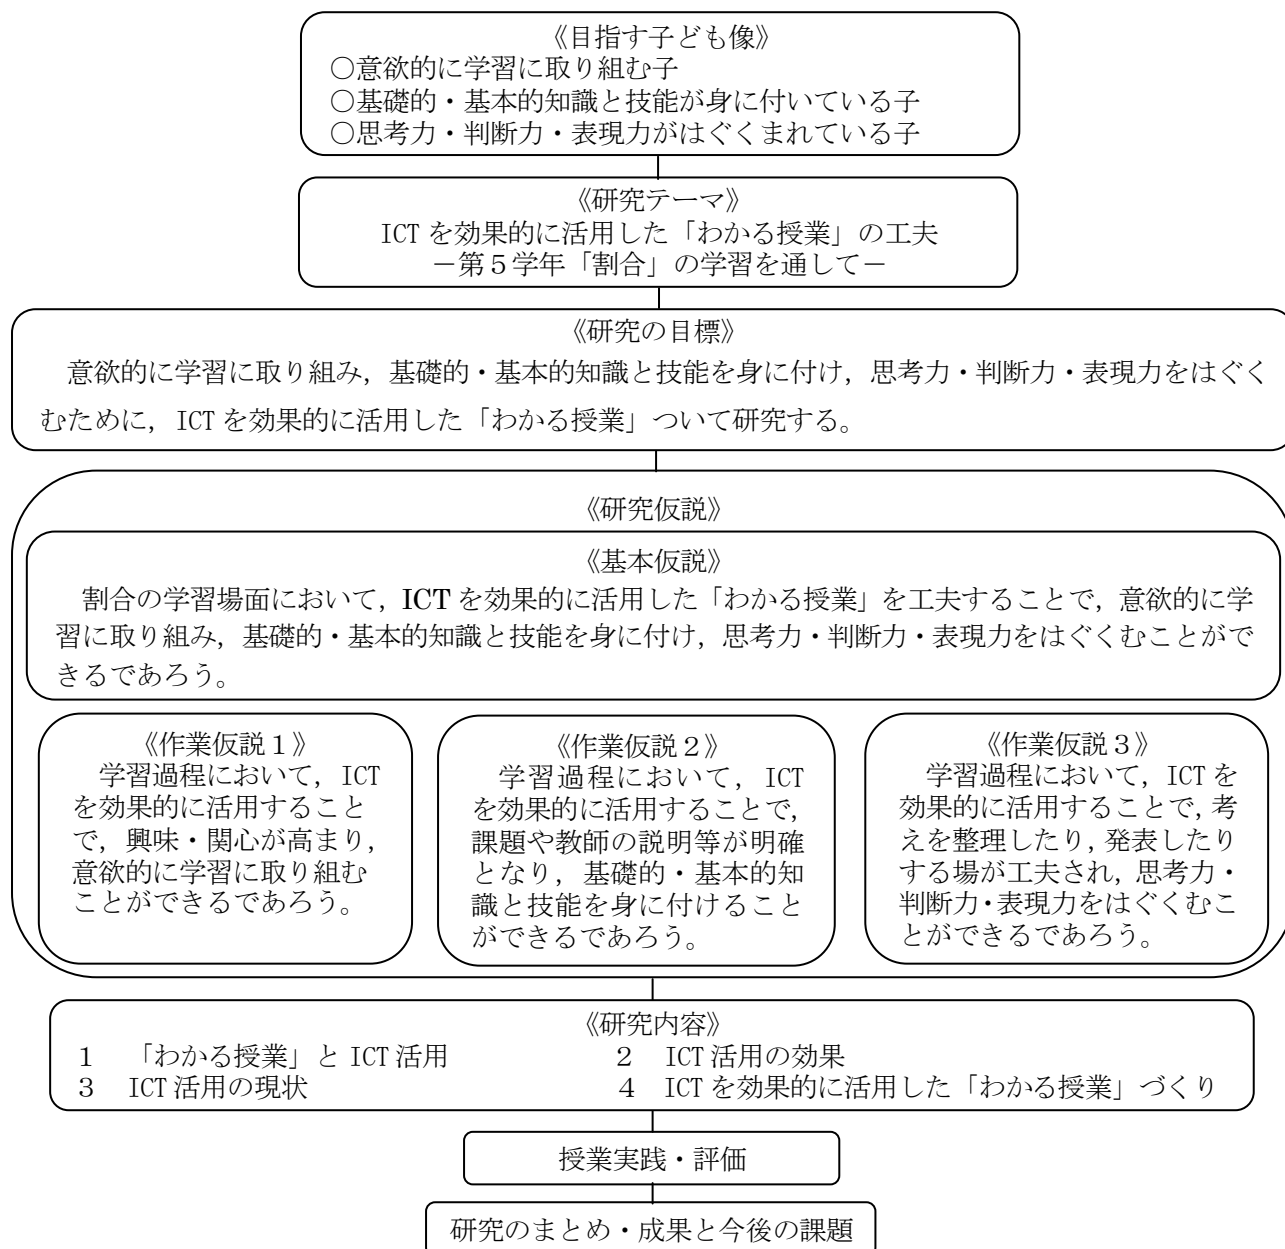 《目指す子ども像》
○意欲的に学習に取り組む子
○基礎的・基本的知識と技能が身に付いている子
○思考力・判断力・表現力がはぐくまれている子
《研究テーマ》
ICTを効果的に活用した「わかる授業」の工夫
－第５学年「割合」の学習を通して－
《研究の目標》
意欲的に学習に取り組み，基礎的・基本的知識と技能を身に付け，思考力・判断力・表現力をはぐく
むために，ICTを効果的に活用した「わかる授業」ついて研究する。
《研究仮説》
《基本仮説》
割合の学習場面において，ICTを効果的に活用した「わかる授業」を工夫することで，意欲的に学
習に取り組み，基礎的・基本的知識と技能を身に付け，思考力・判断力・表現力をはぐくむことがで
きるであろう。
《作業仮説１》
学習過程において，ICT
を効果的に活用すること
で，興味・関心が高まり，
意欲的に学習に取り組む
ことができるであろう。
《作業仮説２》
学習過程において，ICT
を効果的に活用することで，
課題や教師の説明等が明確
となり，基礎的・基本的知
識と技能を身に付けること
ができるであろう。
《作業仮説３》
学習過程において，ICTを
効果的に活用することで，考
えを整理したり，発表したり
する場が工夫され，思考力・
判断力・表現力をはぐくむこ
とができるであろう。
《研究内容》
１　「わかる授業」とICT活用　２　ICT活用の効果
３　ICT活用の現状　４　ICTを効果的に活用した「わかる授業」づくり
授業実践・評価
研究のまとめ・成果と今後の課題